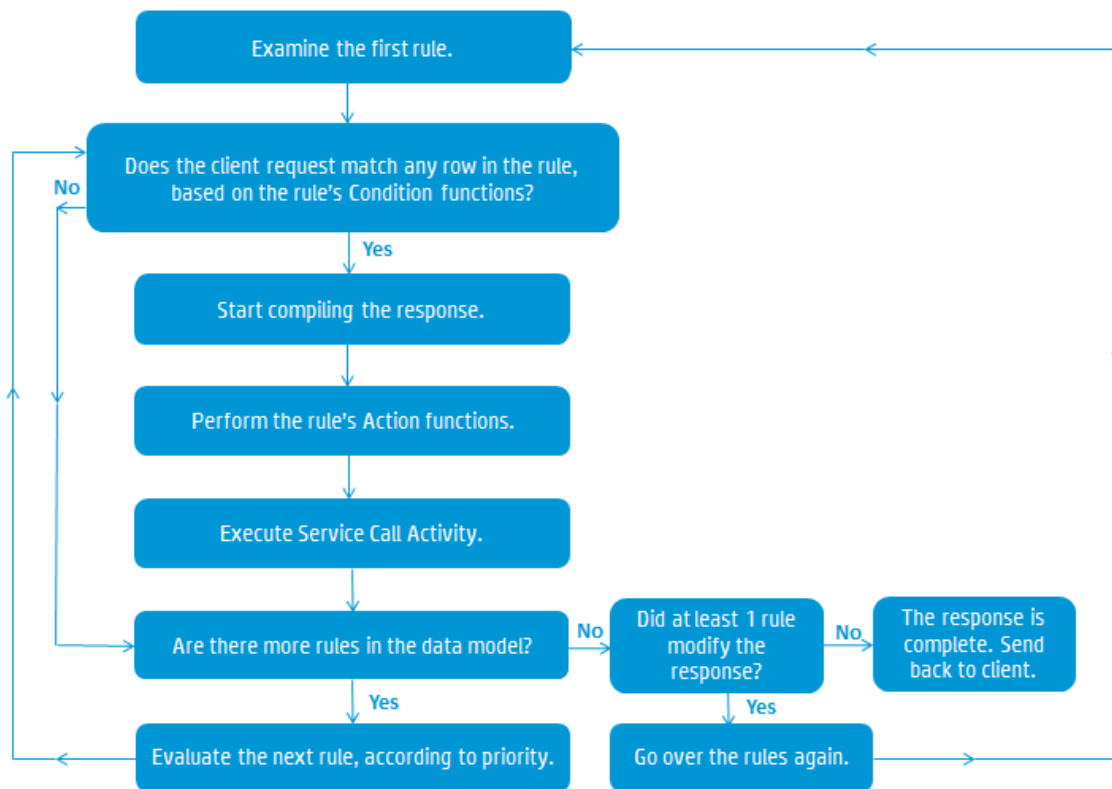 Examine the first rule.
Does the client request match any row in the rule,
based on the rule's Condition functions?
No
Yes
Start compiling the response.
Perform the rule's Action functions.
Execute Service Call Activity.
Are there more rules in the data model?
No
Did at least 1 rule
modify the
response?
No
The response is
complete. Send
back to client.
Yes
Yes
Evaluate the next rule, according to priority.
Go over the rules again.